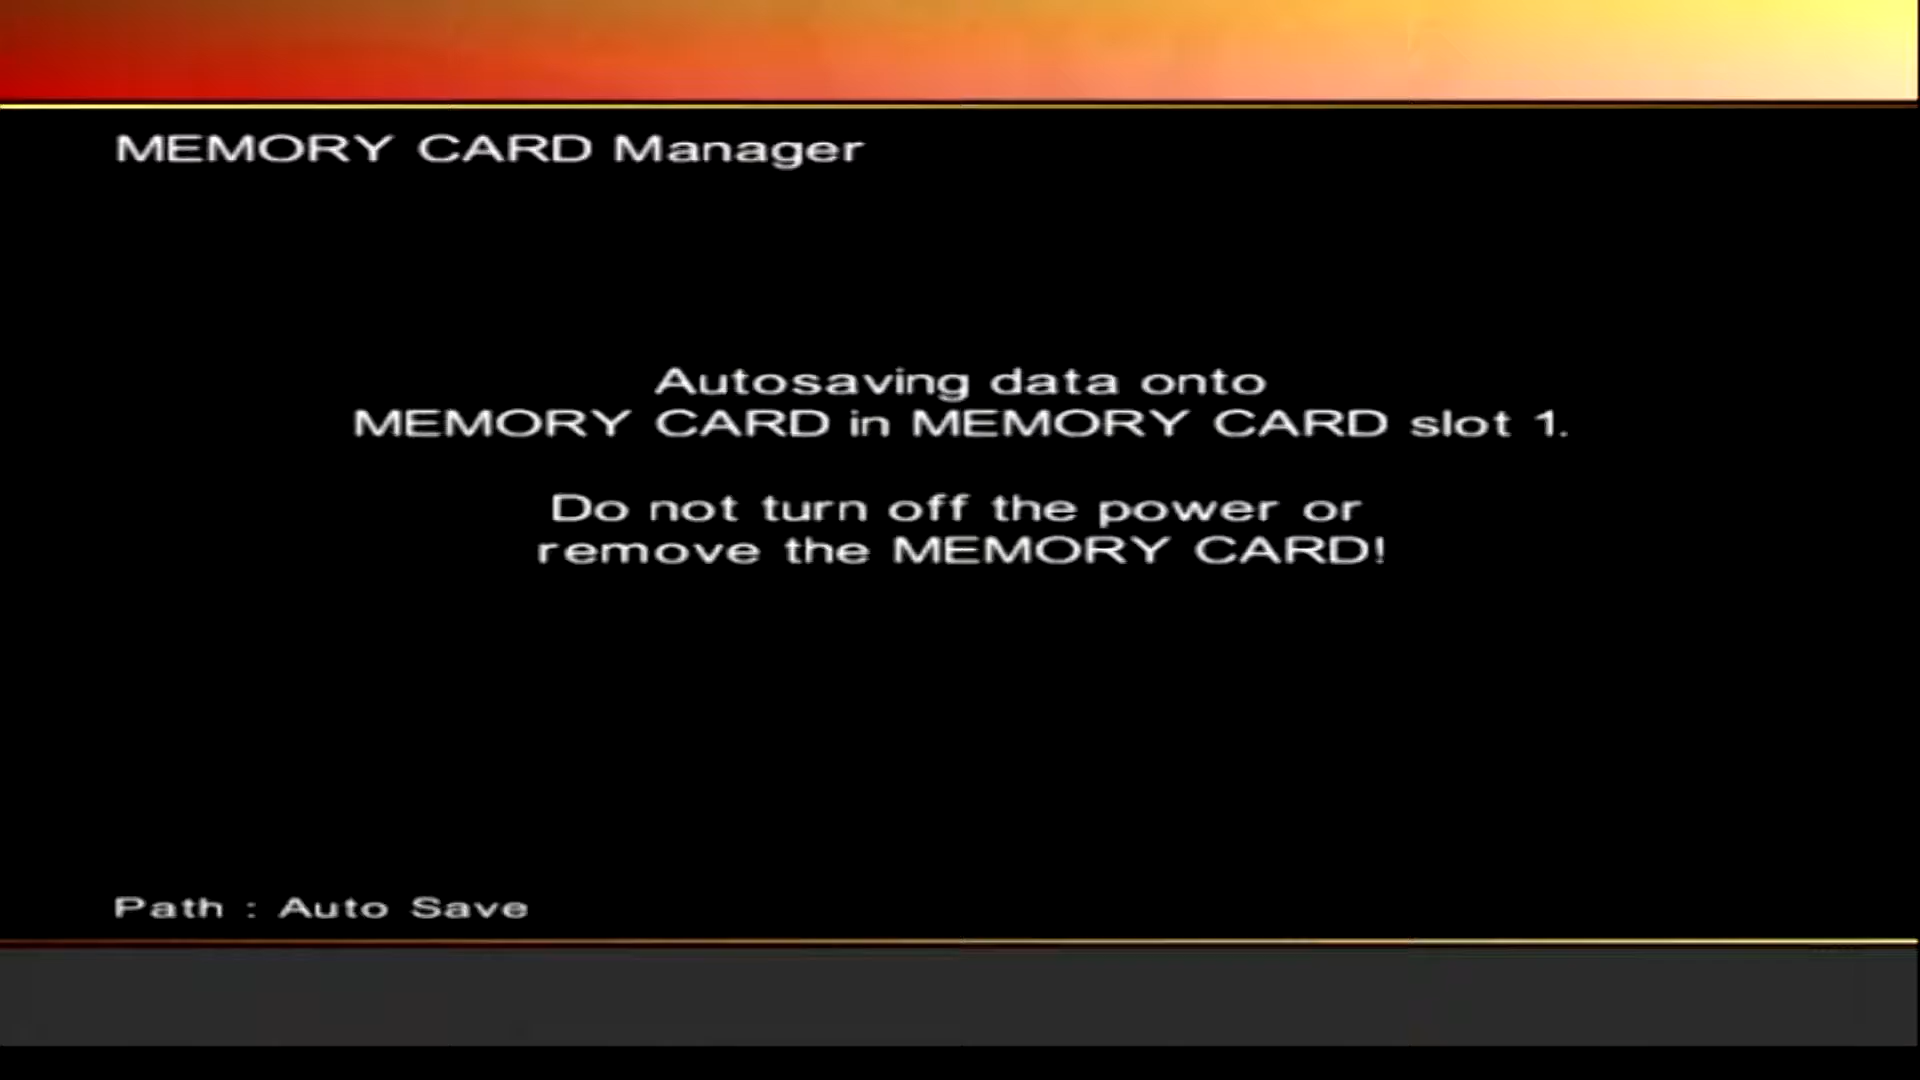 MEMORY CARD Manager
Autosaving data onto
MEMORY CARD in MEMORY CARD slot 1.
Do not turn off the power or
remove the MEMORY CARD!
Path : Auto Save